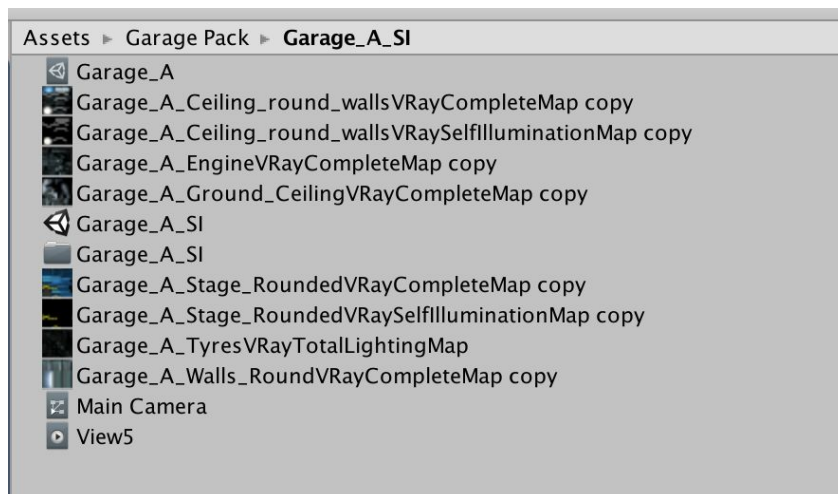 Assets ▸ Garage Pack ▸ Garage_A_SI
Garage_A
Garage_A_Ceiling_round_wallsVRayCompleteMap copy
Garage_A_Ceiling_round_wallsVRaySelfIlluminationMap copy
Garage_A_EngineVRayCompleteMap copy
Garage_A_Ground_CeilingVRayCompleteMap copy
Garage_A_SI
Garage_A_SI
Garage_A_Stage_RoundedVRayCompleteMap copy
Garage_A_Stage_RoundedVRaySelfIlluminationMap copy
Garage_A_TyresVRayTotalLightingMap
Garage_A_Walls_RoundVRayCompleteMap copy
Main Camera
View5